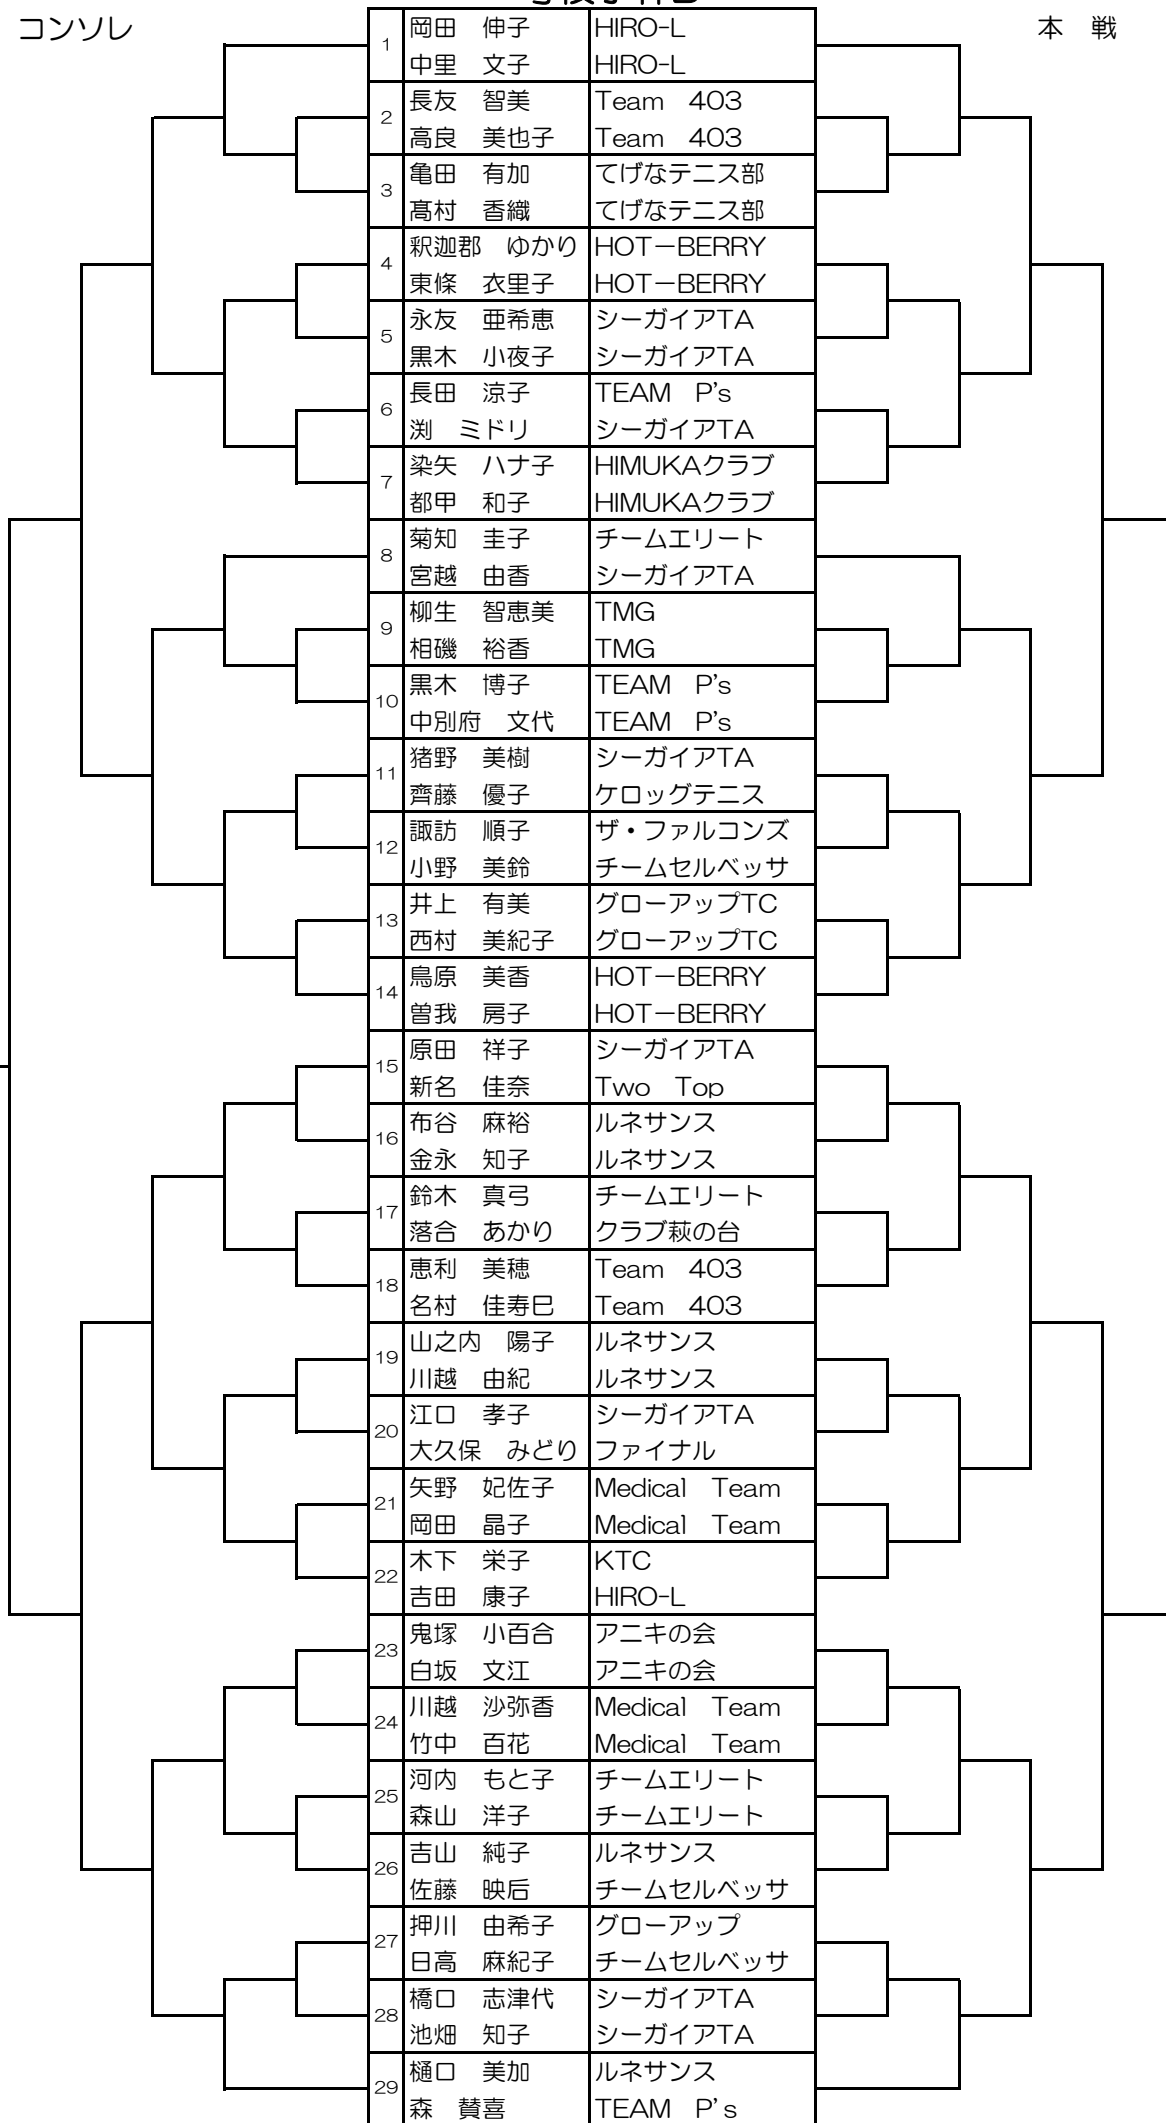 コンソレ
本　戦
1
岡田　伸子 HIRO-L
中里　文子 HIRO-L
2
長友　智美 Team　403
高良　美也子 Team　403
3
亀田　有加 てげなテニス部
髙村　香織 てげなテニス部
4
釈迦郡　ゆかり HOT－BERRY
東條　衣里子 HOT－BERRY
5
永友　亜希恵 シーガイアTA
黒木　小夜子 シーガイアTA
6
長田　涼子 TEAM　P's
渕　ミドリ シーガイアTA
7
染矢　ハナ子 HIMUKAクラブ
都甲　和子 HIMUKAクラブ
8
菊知　圭子 チームエリート
宮越　由香 シーガイアTA
9
柳生　智恵美 TMG
相磯　裕香 TMG
10
黒木　博子 TEAM　P's
中別府　文代 TEAM　P's
11
猪野　美樹 シーガイアTA
齊藤　優子 ケロッグテニス
12
諏訪　順子 ザ・ファルコンズ
小野　美鈴 チームセルベッサ
13
井上　有美 グローアップTC
西村　美紀子 グローアップTC
14
鳥原　美香 HOT－BERRY
曽我　房子 HOT－BERRY
15
原田　祥子 シーガイアTA
新名　佳奈 Two　Top
16
布谷　麻裕 ルネサンス
金永　知子 ルネサンス
17
鈴木　真弓 チームエリート
落合　あかり クラブ萩の台
18
恵利　美穂 Team　403
名村　佳寿巳 Team　403
19
山之内　陽子 ルネサンス
川越　由紀 ルネサンス
20
江口　孝子 シーガイアTA
大久保　みどり ファイナル
21
矢野　妃佐子 Medical　Team
岡田　晶子 Medical　Team
22
木下　栄子 KTC
吉田　康子 HIRO-L
23
鬼塚　小百合 アニキの会
白坂　文江 アニキの会
24
川越　沙弥香 Medical　Team
竹中　百花 Medical　Team
25
河内　もと子 チームエリート
森山　洋子 チームエリート
26
吉山　純子 ルネサンス
佐藤　映后 チームセルベッサ
27
押川　由希子 グローアップ
日高　麻紀子 チームセルベッサ
28
橋口　志津代 シーガイアTA
池畑　知子 シーガイアTA
29
樋口　美加 ルネサンス
森　賛喜 TEAM　P's